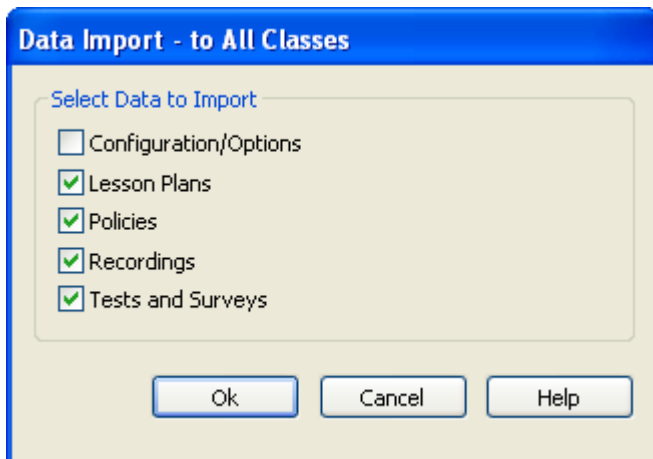 Data Import - to All Classes
Select Data to Import
Configuration/Options
Lesson Plans
Policies
Recordings
Tests and Surveys
Ok Cancel Help